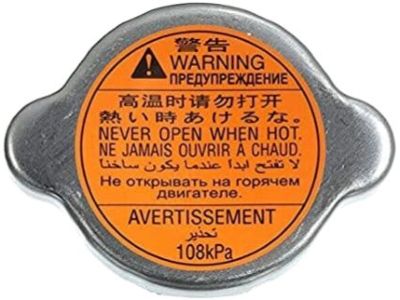 警告
WARNING
ПРЕДУПРЕЖДЕНИЕ
高温时请勿打开
熱い時あけるな。
NEVER OPEN WHEN HOT.
NE JAMAIS OUVRIR À CHAUD.
لا تفتح ابدأ عندما يكون ساخنا
Не открывать на горячем
двигателе.
AVERTISSEMENT
تحذير
108kPa